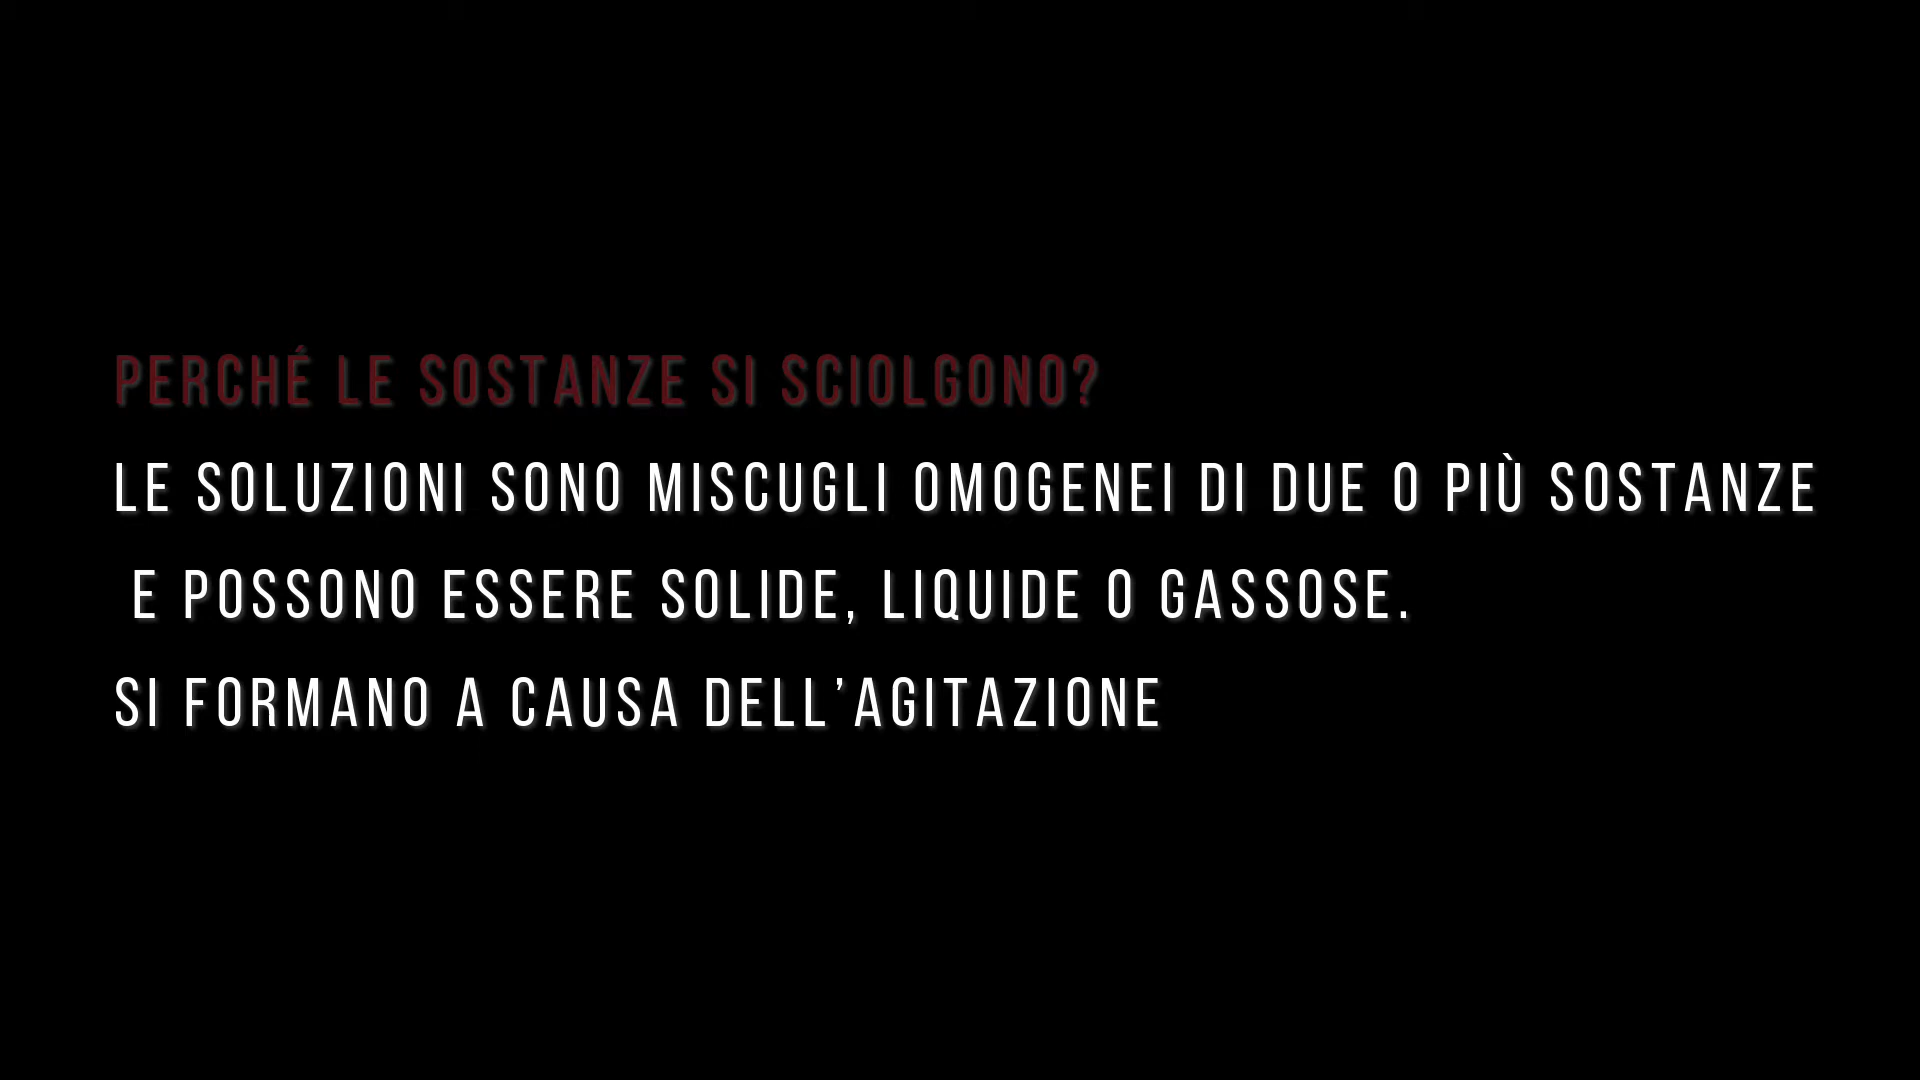 PERCHÉ LE SOSTANZE SI SCIOLGONO?
LE SOLUZIONI SONO MISCUGLI OMOGENEI DI DUE O PIÙ SOSTANZE
E POSSONO ESSERE SOLIDE, LIQUIDE O GASSOSE.
SI FORMANO A CAUSA DELL’AGITAZIONE